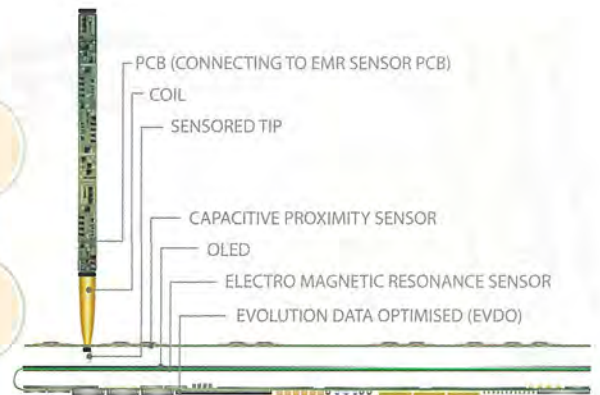 PCB (CONNECTING TO EMR SENSOR PCB)
COIL
SENSORED TIP
CAPACITIVE PROXIMITY SENSOR
OLED
ELECTRO MAGNETIC RESONANCE SENSOR
EVOLUTION DATA OPTIMISED (EVDO)